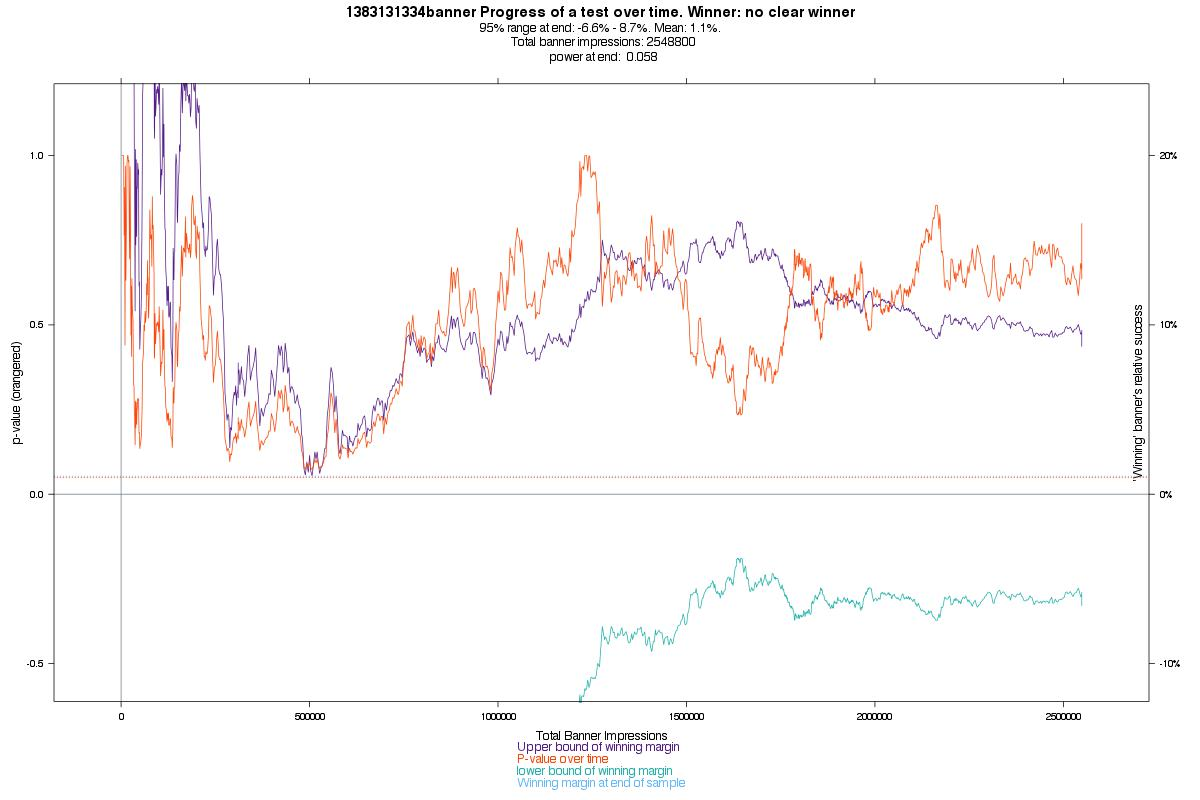 1383131334banner Progress of a test over time. Winner: no clear winner
95% range at end: -6.6% - 8.7%. Mean: 1.1%.
Total banner impressions: 2548800
power at end: 0.058
1.0
0.5
0.0
-0.5
p-value (orangered)
20%
10%
0%
-10%
'Winning' banner's relative success
0
500000
1000000
1500000
2000000
2500000
Total Banner Impressions
Upper bound of winning margin
P-value over time
lower bound of winning margin
Winning margin at end of sample